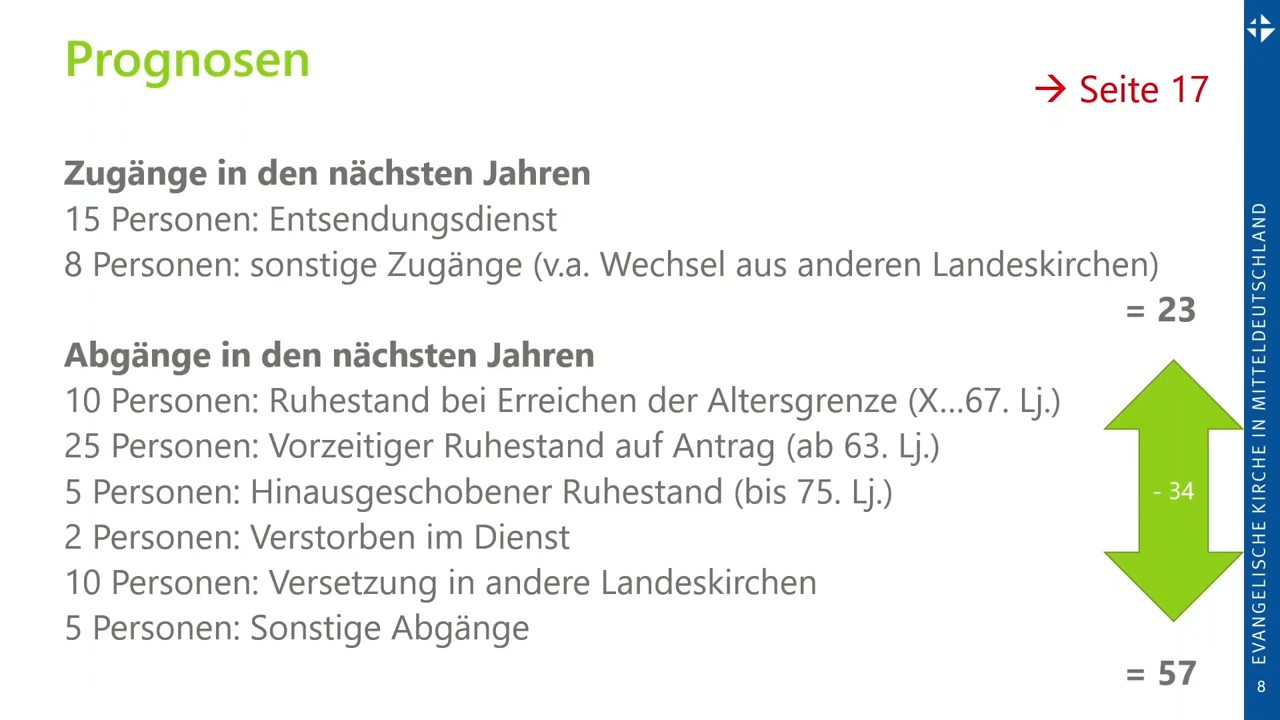 Prognosen
→ Seite 17
Zugänge in den nächsten Jahren
15 Personen: Entsendungsdienst
8 Personen: sonstige Zugänge (v.a. Wechsel aus anderen Landeskirchen)
= 23
Abgänge in den nächsten Jahren
10 Personen: Ruhestand bei Erreichen der Altersgrenze (X...67. Lj.)
25 Personen: Vorzeitiger Ruhestand auf Antrag (ab 63. Lj.)
5 Personen: Hinausgeschobener Ruhestand (bis 75. Lj.)
- 34
2 Personen: Verstorben im Dienst
10 Personen: Versetzung in andere Landeskirchen
5 Personen: Sonstige Abgänge
= 57
EVANGELISCHE KIRCHE IN MITTELDEUTSCHLAND
8